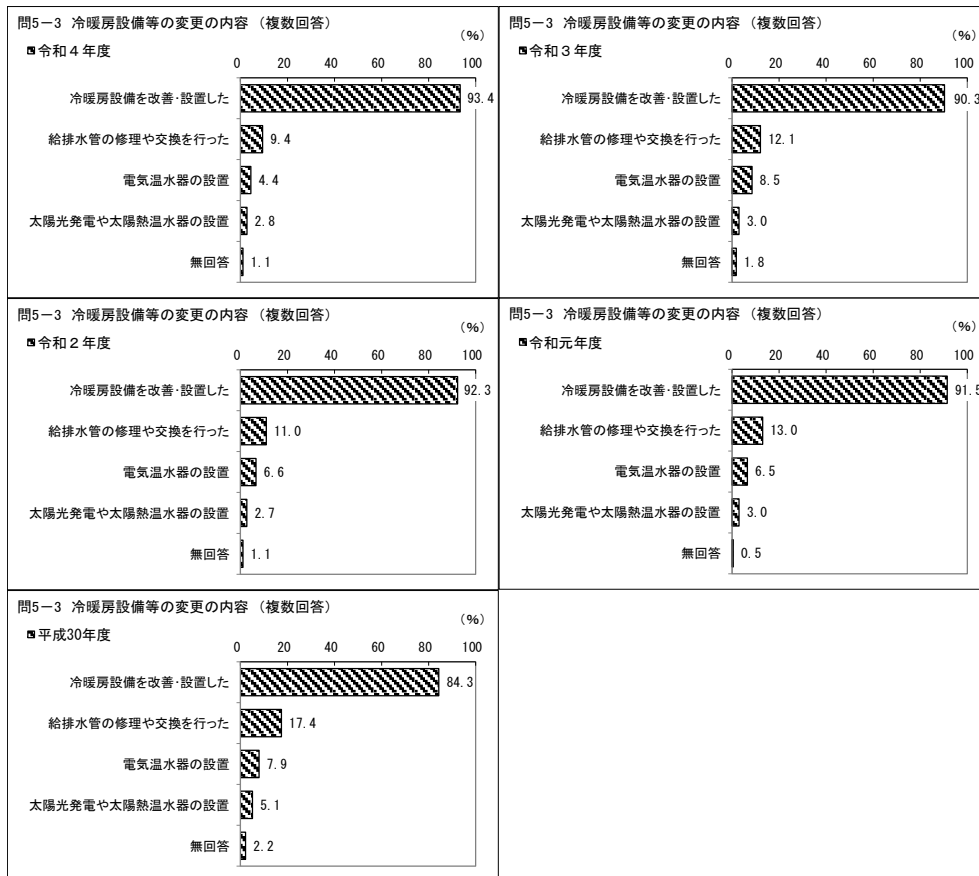 問5－3 冷暖房設備等の変更の内容 （複数回答）
（%）
令和４年度
0 20 40 60 80 100
冷暖房設備を改善･設置した 93.4
給排水管の修理や交換を行った 9.4
電気温水器の設置 4.4
太陽光発電や太陽熱温水器の設置 2.8
無回答 1.1
問5－3 冷暖房設備等の変更の内容 （複数回答）
（%）
令和３年度
0 20 40 60 80 100
冷暖房設備を改善･設置した 90.3
給排水管の修理や交換を行った 12.1
電気温水器の設置 8.5
太陽光発電や太陽熱温水器の設置 3.0
無回答 1.8
問5－3 冷暖房設備等の変更の内容 （複数回答）
（%）
令和２年度
0 20 40 60 80 100
冷暖房設備を改善･設置した 92.3
給排水管の修理や交換を行った 11.0
電気温水器の設置 6.6
太陽光発電や太陽熱温水器の設置 2.7
無回答 1.1
問5－3 冷暖房設備等の変更の内容 （複数回答）
（%）
令和元年度
0 20 40 60 80 100
冷暖房設備を改善･設置した 91.5
給排水管の修理や交換を行った 13.0
電気温水器の設置 6.5
太陽光発電や太陽熱温水器の設置 3.0
無回答 0.5
問5－3 冷暖房設備等の変更の内容 （複数回答）
（%）
平成30年度
0 20 40 60 80 100
冷暖房設備を改善･設置した 84.3
給排水管の修理や交換を行った 17.4
電気温水器の設置 7.9
太陽光発電や太陽熱温水器の設置 5.1
無回答 2.2